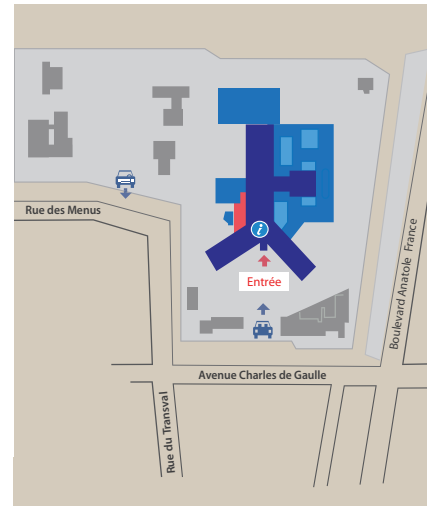 Rue des Menus
i
Entrée
Boulevard Anatole France
Avenue Charles de Gaulle
Rue du Transval